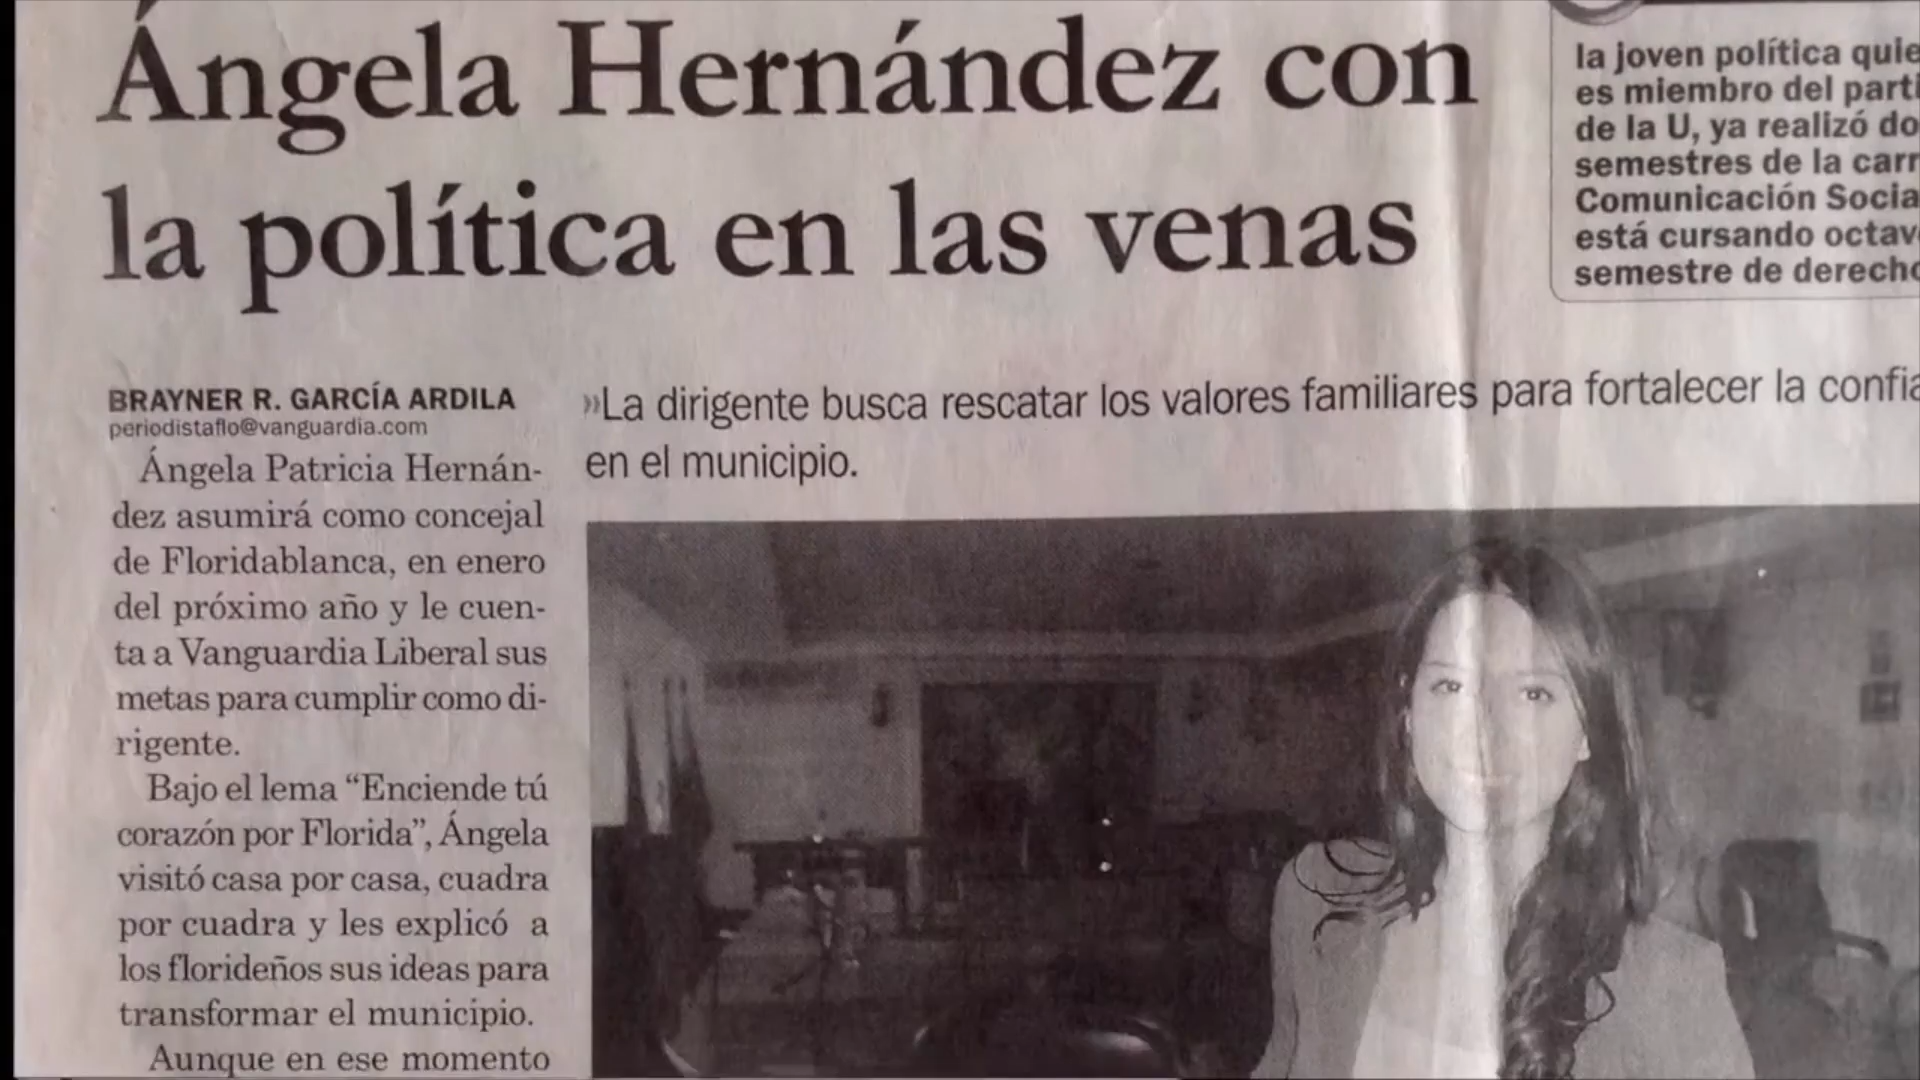 Ángela Hernández con
la política en las venas
la joven política quie
es miembro del parti
de la U, ya realizó do
semestres de la carr
Comunicación Socia
está cursando octav
semestre de derecho
BRAYNER R. GARCÍA ARDILA
periodistaflo@vanguardia.com
»La dirigente busca rescatar los valores familiares para fortalecer la confia
en el municipio.
Ángela Patricia Hernán-
dez asumirá como concejal
de Floridablanca, en enero
del próximo año y le cuen-
ta a Vanguardia Liberal sus
metas para cumplir como di-
rigente.
Bajo el lema “Enciende tú
corazón por Florida”, Ángela
visitó casa por casa, cuadra
por cuadra y les explicó a
los florideños sus ideas para
transformar el municipio.
Aunque en ese momento